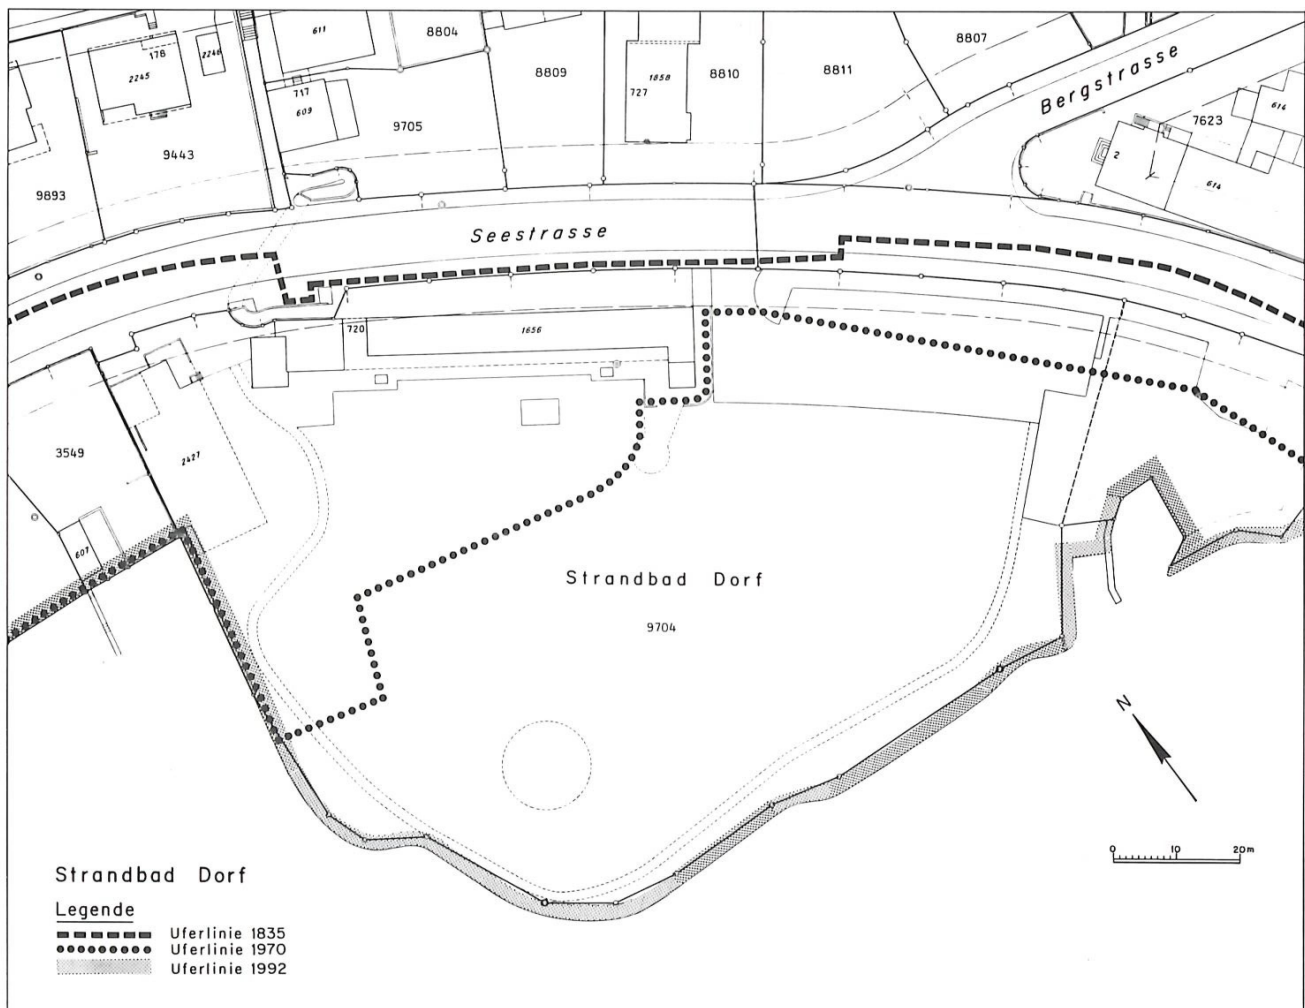 611
8804
8807
178
2246
2245
8809
1858
8810
8811
Bergstrasse
717
609
727
9705
614
7623
9443
2
9893
614
Seestrasse
720
1656
3549
2427
607
Strandbad Dorf
9704
N
0 10 20m
Strandbad Dorf
Legende
Uferlinie 1835
Uferlinie 1970
Uferlinie 1992